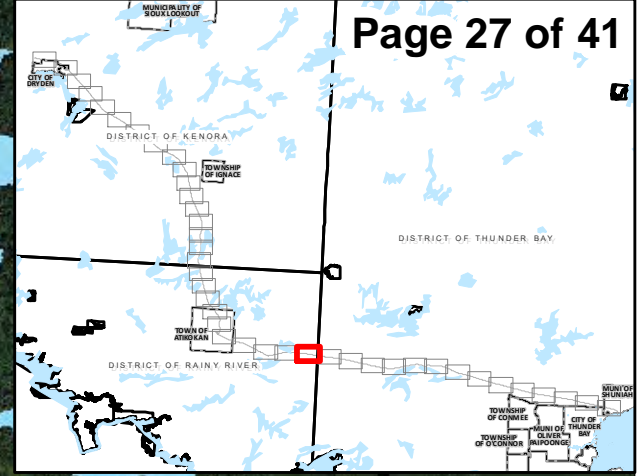 MUNICIPALITY OF
SIOUX LOOKOUT
Page 27 of 41
CITY OF
DRYDEN
DISTRICT OF KENORA
TOWNSHIP
OF IGNACE
DISTRICT OF THUNDER BAY
TOWN OF
ATIKOKAN
DISTRICT OF RAINY RIVER
MUNI OF
SHUNIAH
TOWNSHIP
OF CONMEE
CITY OF
THUNDER
BAY
MUNI OF
OLIVER
PAIPOONGE
TOWNSHIP
OF O'CONNOR